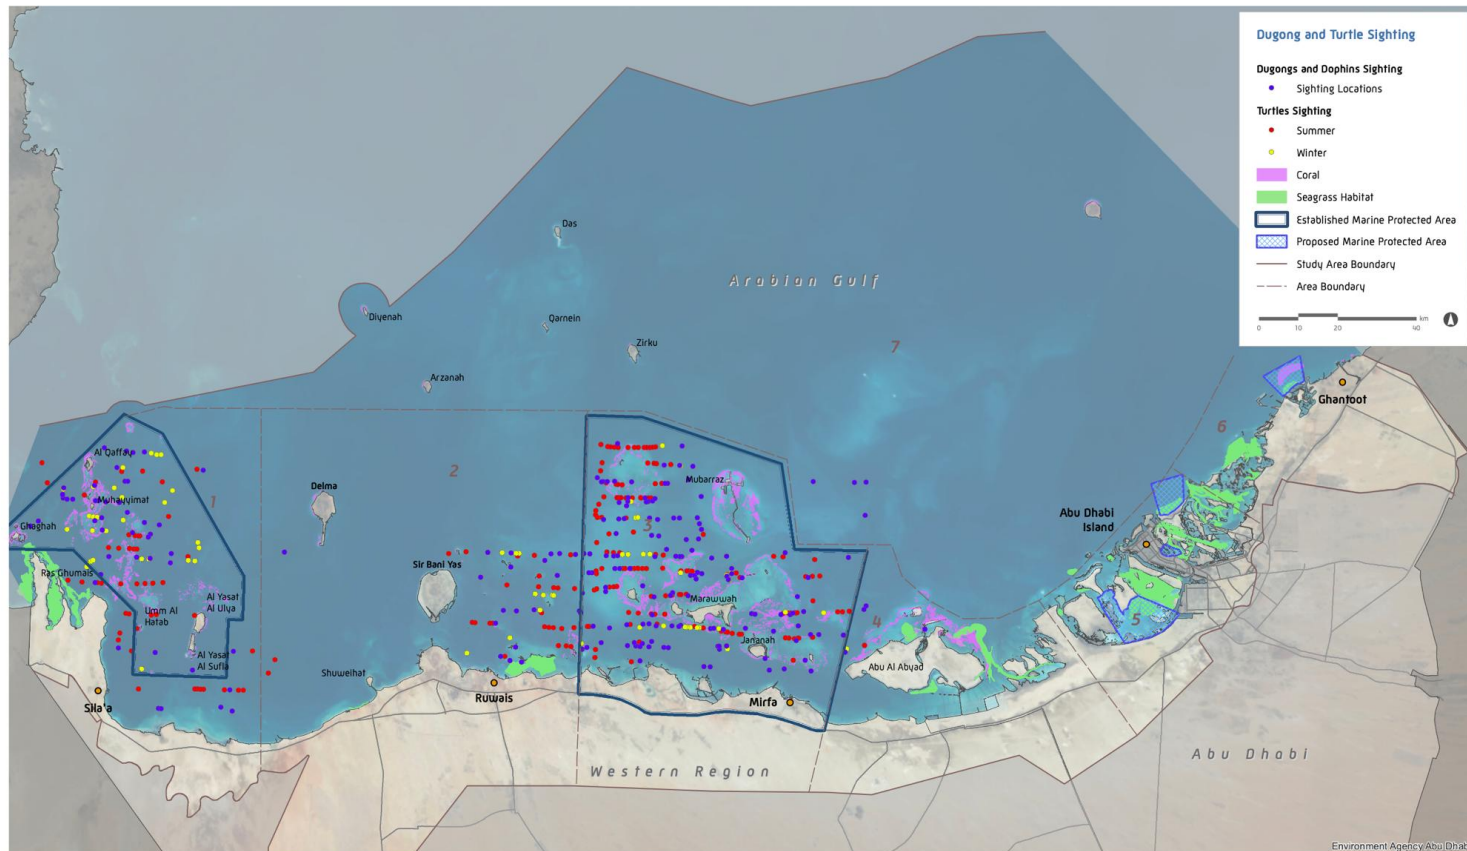 Dugong and Turtle Sighting
Dugongs and Dophins Sighting
Sighting Locations
Turtles Sighting
Summer
Winter
Coral
Seagrass Habitat
Established Marine Protected Area
Proposed Marine Protected Area
Study Area Boundary
Area Boundary
km
0 10 20 40
Das
Arabian Gulf
Diyenah
Qarnein
Zirku
7
Arzanah
Ghantoot
6
Al Qaffay
2
Mubarraz
Delma
Muhayyimat
1
Abu Dhabi
Island
Ghaghah
3
Sir Bani Yas
Ras Ghumais
Al Yasat
Al Ulya
Marawwah
Umm Al
Hatab
4
5
Jananah
Al Yasat
Al Sufla
Abu Al Abyad
Shuweihat
Ruwais
Mirfa
Sila'a
Abu Dhabi
Western Region
Environment Agency Abu Dhab